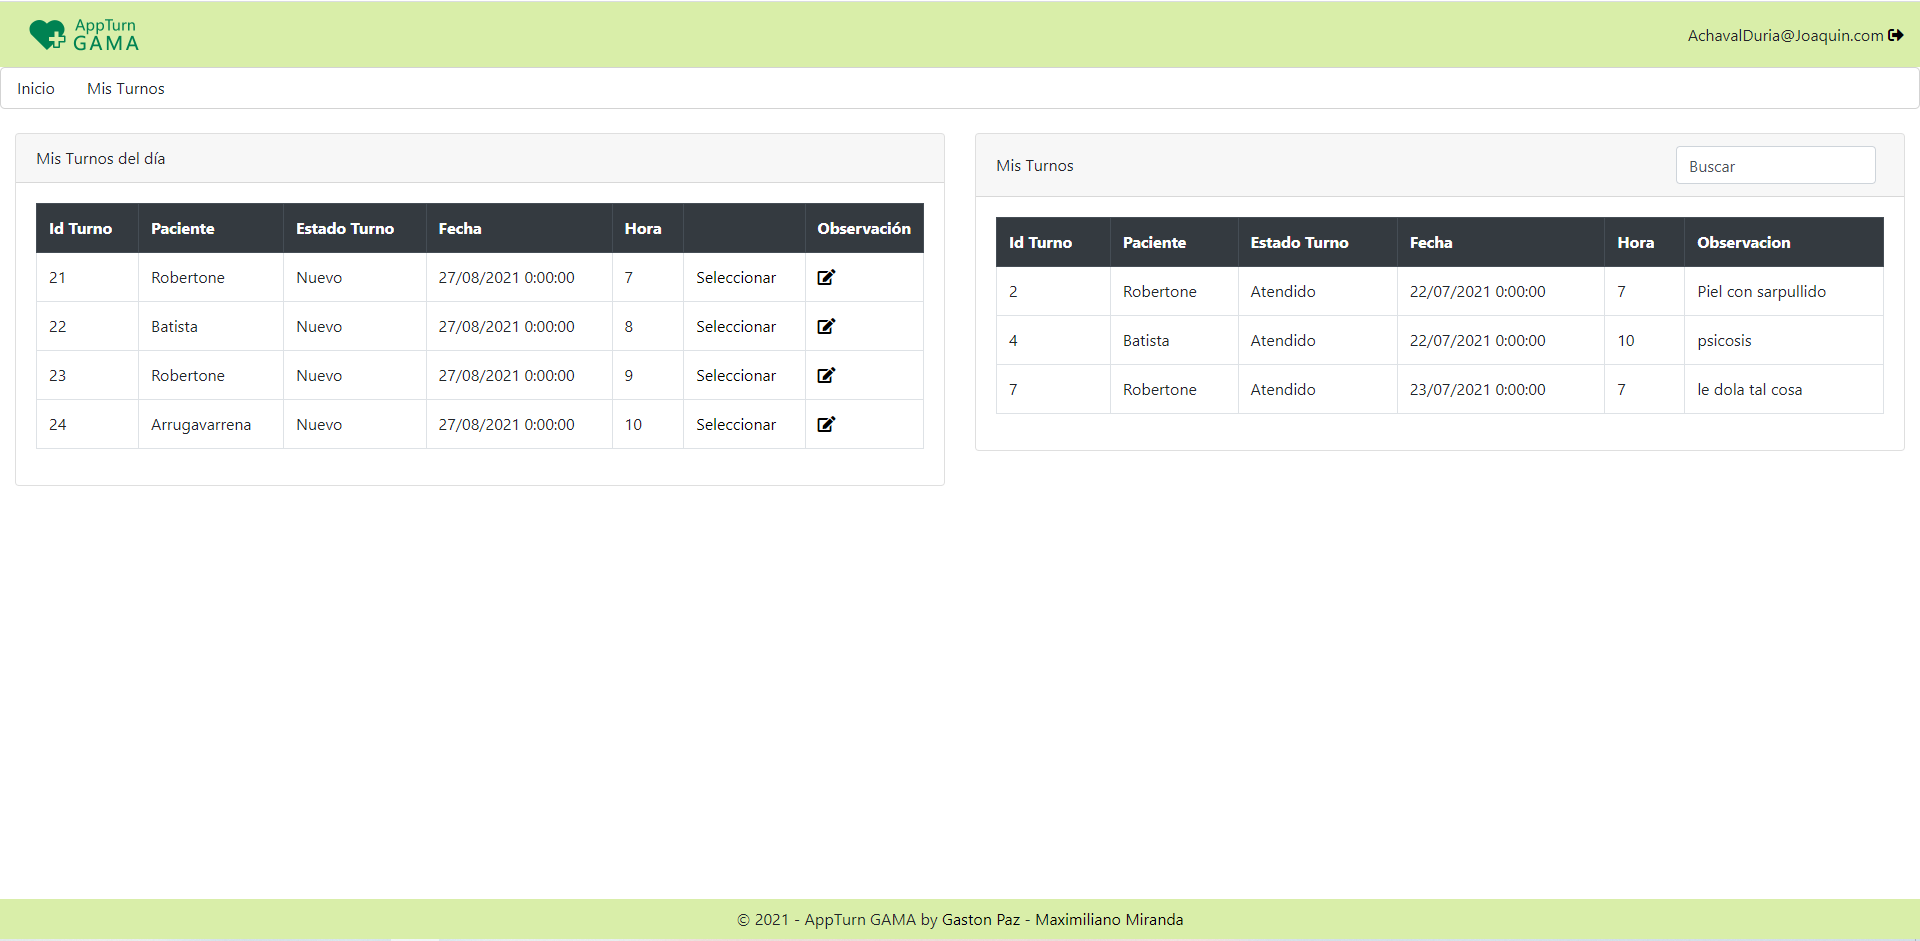 AppTurn
GAMA
AchavalDuria@Joaquin.com
Inicio Mis Turnos
Mis Turnos del día
Id Turno Paciente Estado Turno Fecha Hora Observación
21 Robertone Nuevo 27/08/2021 0:00:00 7 Seleccionar
22 Batista Nuevo 27/08/2021 0:00:00 8 Seleccionar
23 Robertone Nuevo 27/08/2021 0:00:00 9 Seleccionar
24 Arrugavarrena Nuevo 27/08/2021 0:00:00 10 Seleccionar
Mis Turnos Buscar
Id Turno Paciente Estado Turno Fecha Hora Observacion
2 Robertone Atendido 22/07/2021 0:00:00 7 Piel con sarpullido
4 Batista Atendido 22/07/2021 0:00:00 10 psicosis
7 Robertone Atendido 23/07/2021 0:00:00 7 le dola tal cosa
© 2021 - AppTurn GAMA by Gaston Paz - Maximiliano Miranda